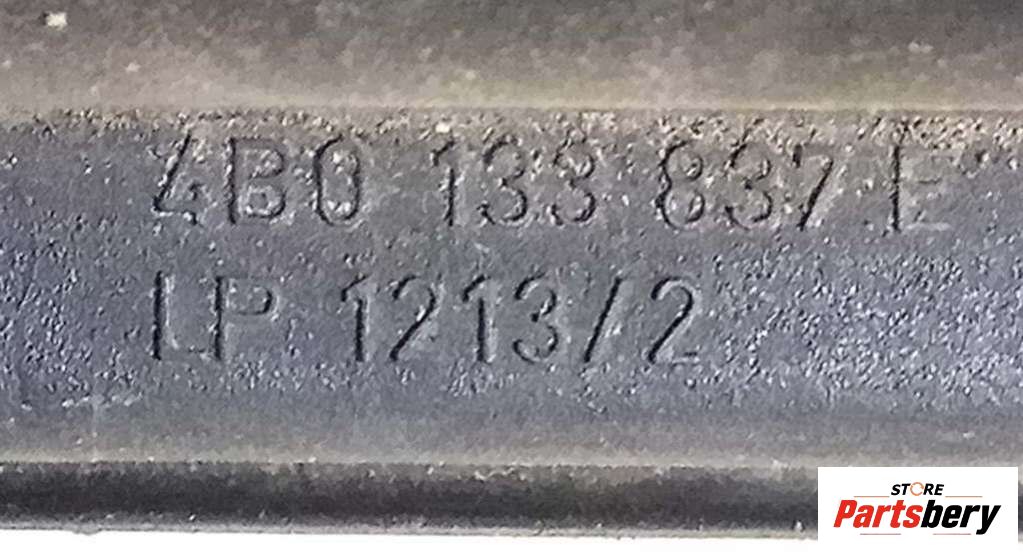 4B0 133 837 E
LP 1213/2
STORE
Partsbery